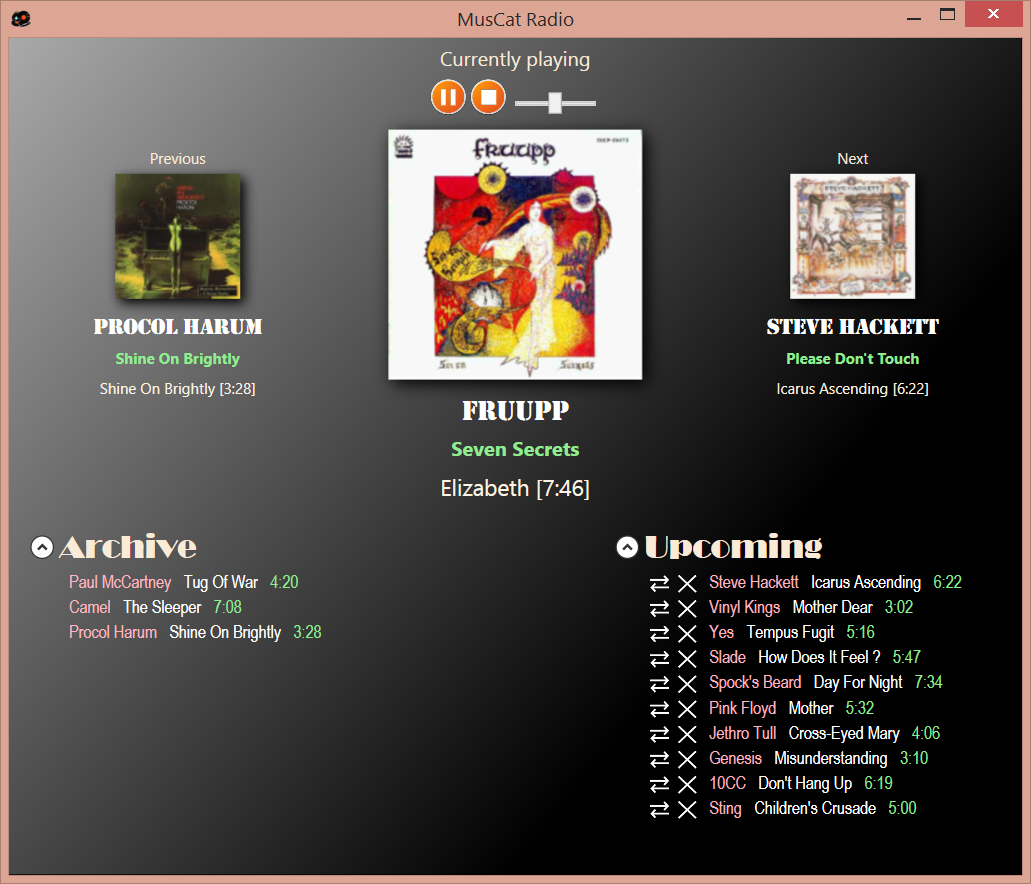 MusCat Radio
Currently playing
Previous
PROCOL HARUM
Shine On Brightly
Shine On Brightly [3:28]
fruupp
Seven Secrets
FRUUPP
Seven Secrets
Elizabeth [7:46]
Next
STEVE HACKETT
STEVE HACKETT
Please Don't Touch
Icarus Ascending [6:22]
Archive
Paul McCartney Tug Of War 4:20
Camel The Sleeper 7:08
Procol Harum Shine On Brightly 3:28
Upcoming
Steve Hackett Icarus Ascending 6:22
Vinyl Kings Mother Dear 3:02
Yes Tempus Fugit 5:16
Slade How Does It Feel ? 5:47
Spock's Beard Day For Night 7:34
Pink Floyd Mother 5:32
Jethro Tull Cross-Eyed Mary 4:06
Genesis Misunderstanding 3:10
10CC Don't Hang Up 6:19
Sting Children's Crusade 5:00